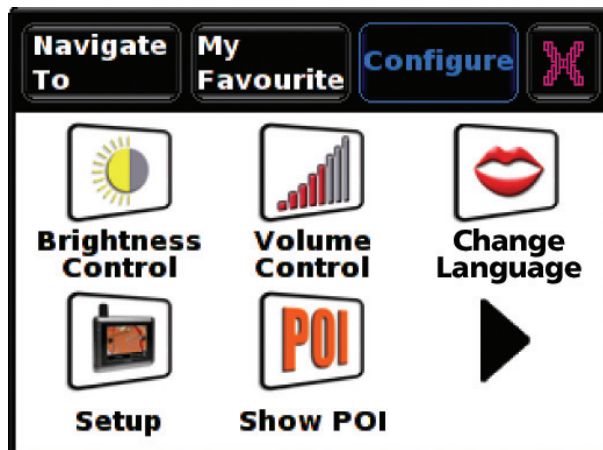 Navigate To
My Favourite
Configure
Brightness Control
Volume Control
Change Language
POI
Setup
Show POI